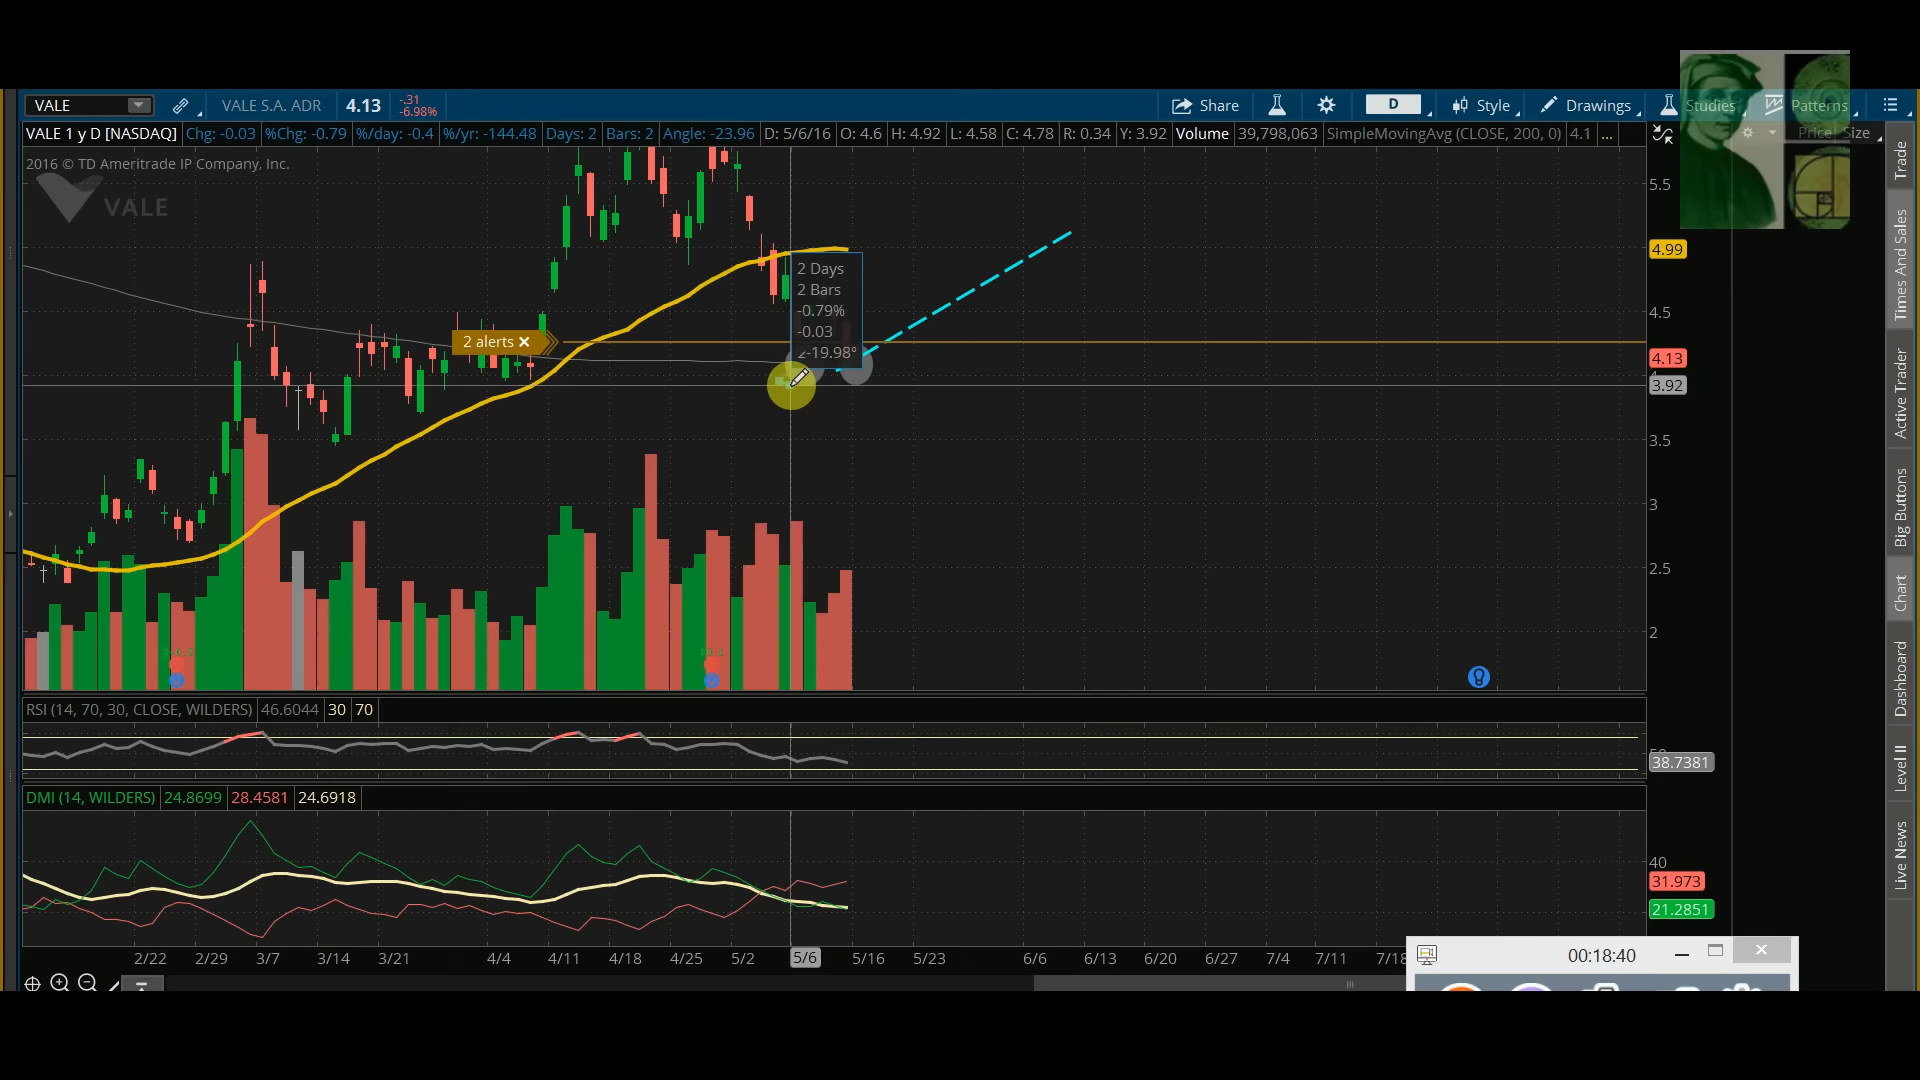 VALE VALE S.A. ADR 4.13 -.31 -6.98% Share D Style Drawings Studies Patterns
VALE 1 y D [NASDAQ] Chg: -0.03 %Chg: -0.79 %/day: -0.4 %/yr: -144.48 Days: 2 Bars: 2 Angle: -23.96 D: 5/6/16 O: 4.6 H: 4.92 L: 4.58 C: 4.78 R: 0.34 Y: 3.92 Volume 39,798,063 SimpleMovingAvg (CLOSE, 200, 0) 4.1 ... Price Size
2016 © TD Ameritrade IP Company, Inc.
VALE
5.5
4.99
4.5
4.13
4
3.92
3.5
3
2.5
2
2 Days
2 Bars
-0.79%
-0.03
∠-19.98°
2 alerts ×
RSI (14, 70, 30, CLOSE, WILDERS) 46.6044 30 70
50
38.7381
DMI (14, WILDERS) 24.8699 28.4581 24.6918
40
31.973
21.2851
2/22 2/29 3/7 3/14 3/21 4/4 4/11 4/18 4/25 5/2 5/6 5/16 5/23 6/6 6/13 6/20 6/27 7/4 7/11 7/18
00:18:40
Trade
Times And Sales
Active Trader
Big Buttons
Chart
Dashboard
Level II
Live News